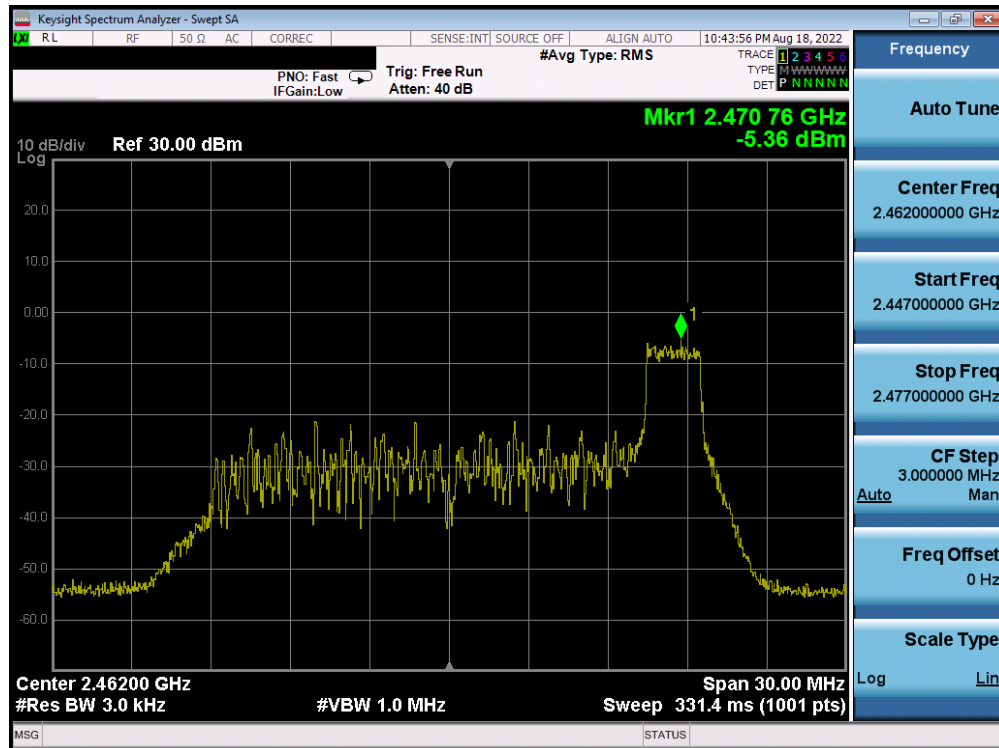 Keysight Spectrum Analyzer - Swept SA
LXI RL RF 50 Ω AC CORREC SENSE:INT SOURCE OFF ALIGN AUTO 10:43:56 PM Aug 18, 2022
#Avg Type: RMS TRACE 1 2 3 4 5 6
PNO: Fast Trig: Free Run TYPE M WWWWW
IFGain:Low Atten: 40 dB DET P N N N N N
Mkr1 2.470 76 GHz
-5.36 dBm
10 dB/div Ref 30.00 dBm
Log
20.0
10.0
0.00
1
-10.0
-20.0
-30.0
-40.0
-50.0
-60.0
Center 2.46200 GHz Span 30.00 MHz
#Res BW 3.0 kHz #VBW 1.0 MHz Sweep 331.4 ms (1001 pts)
MSG STATUS
Frequency
Auto Tune
Center Freq
2.462000000 GHz
Start Freq
2.447000000 GHz
Stop Freq
2.477000000 GHz
CF Step
3.000000 MHz
Auto Man
Freq Offset
0 Hz
Scale Type
Log Lin